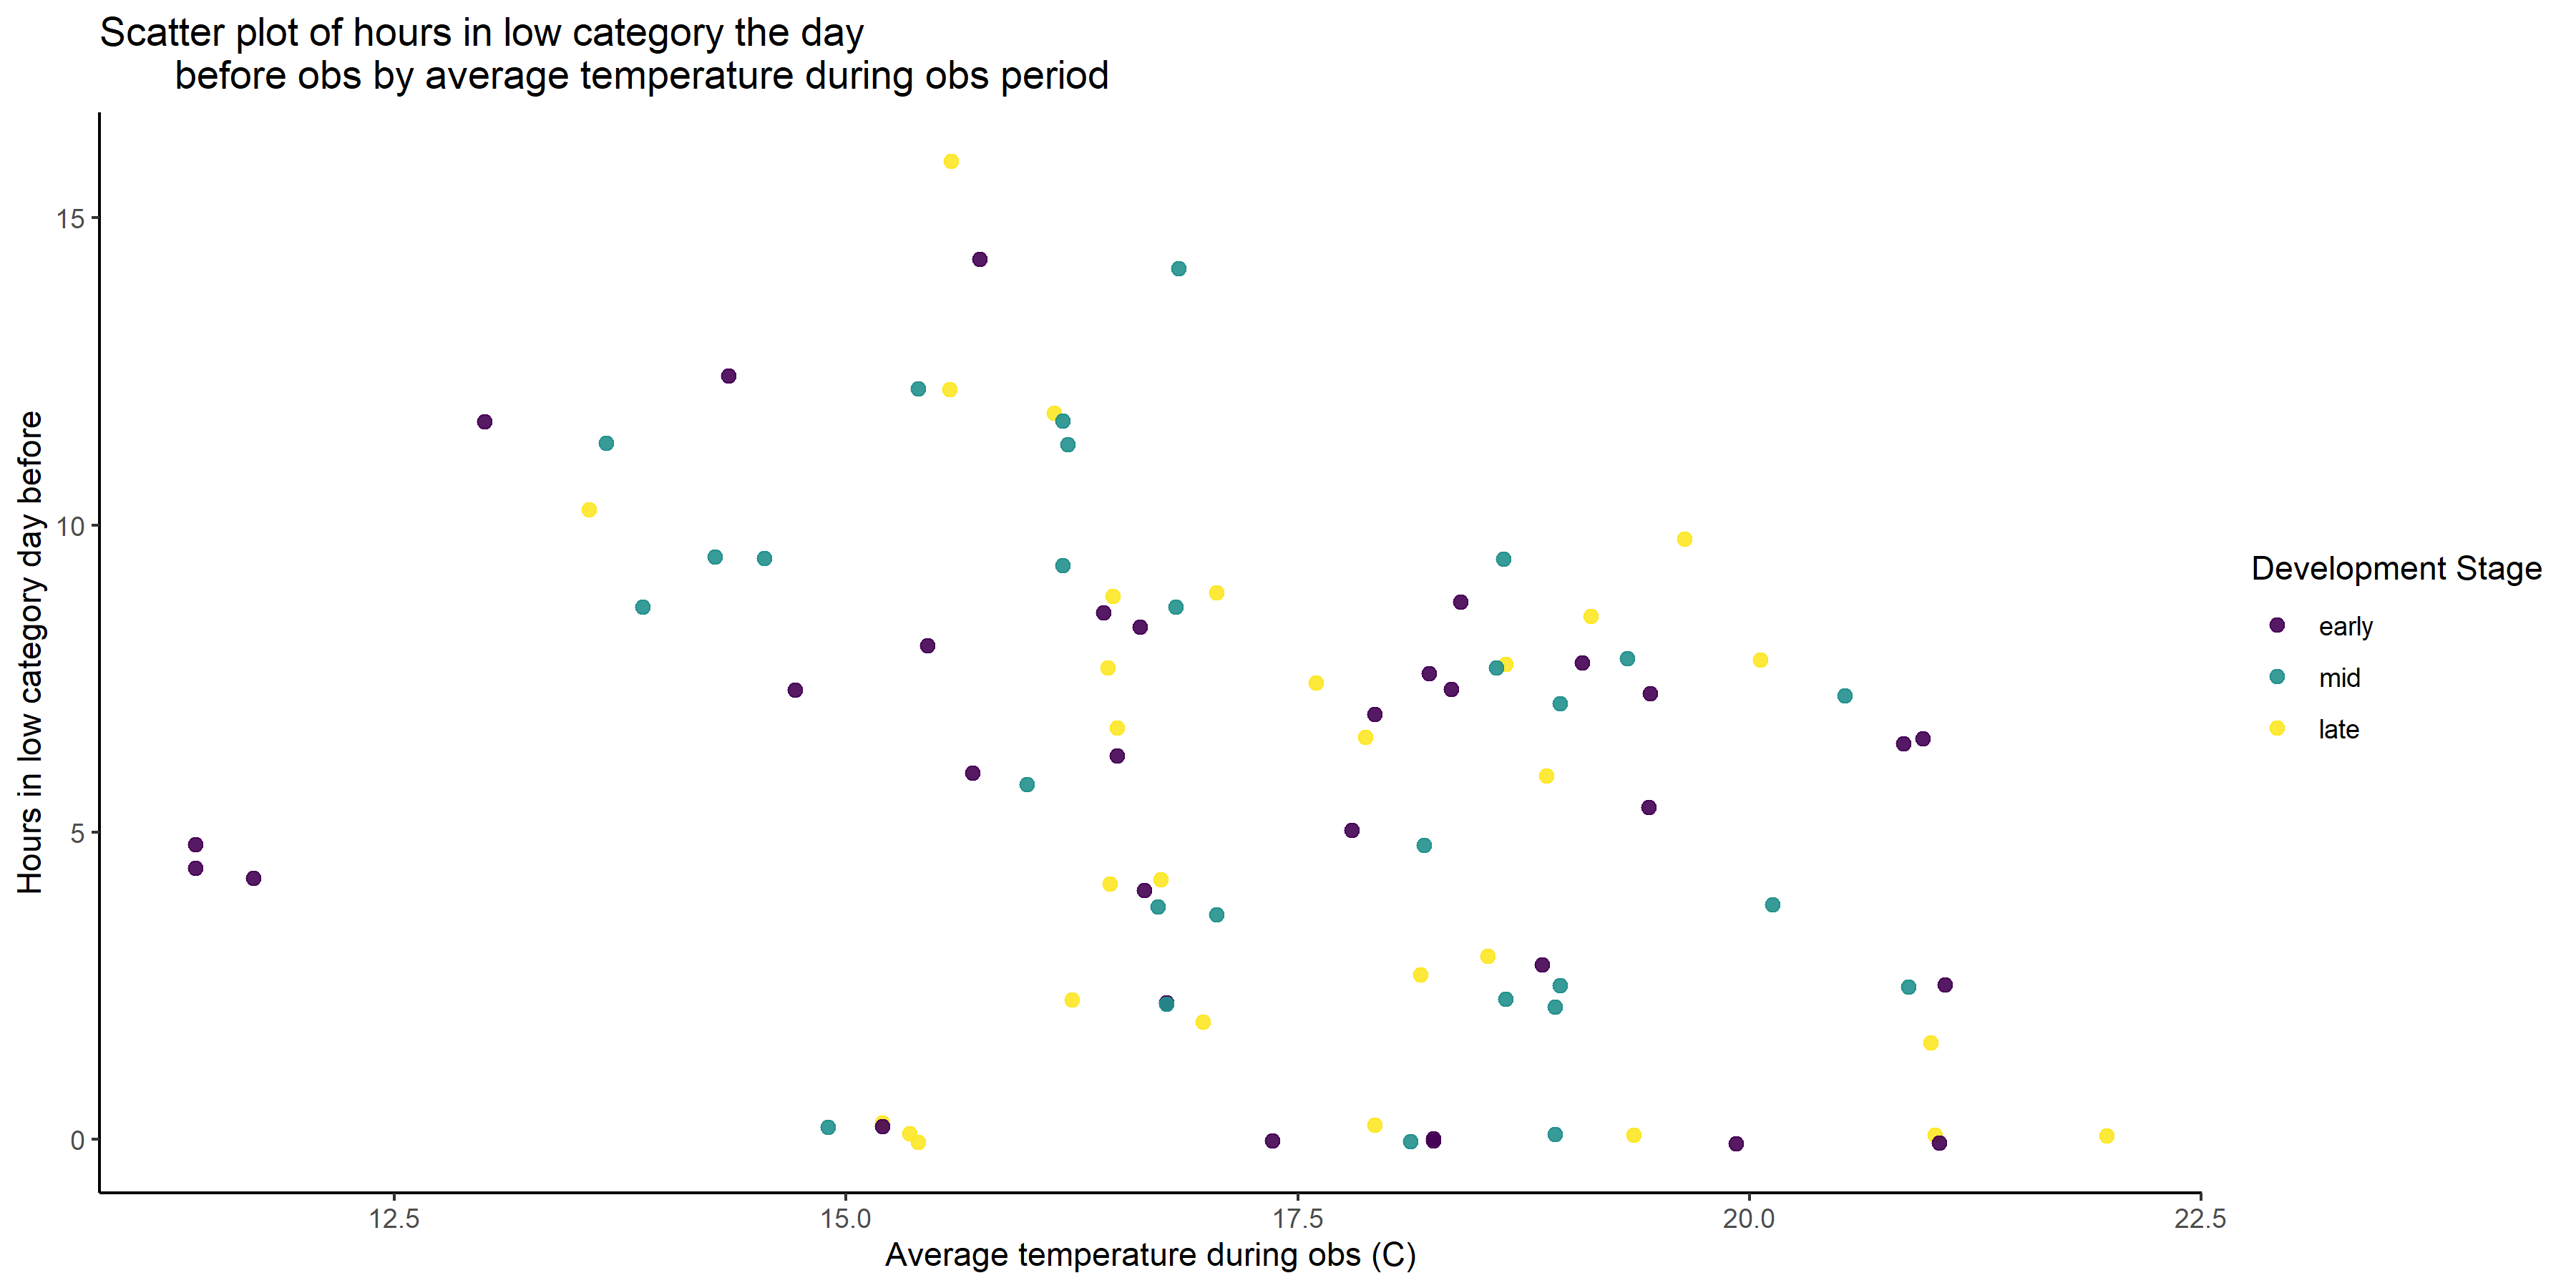 Scatter plot of hours in low category the day
before obs by average temperature during obs period
Hours in low category day before
15
10
5
0
12.5
15.0
17.5
20.0
22.5
Average temperature during obs (C)
Development Stage
early
mid
late